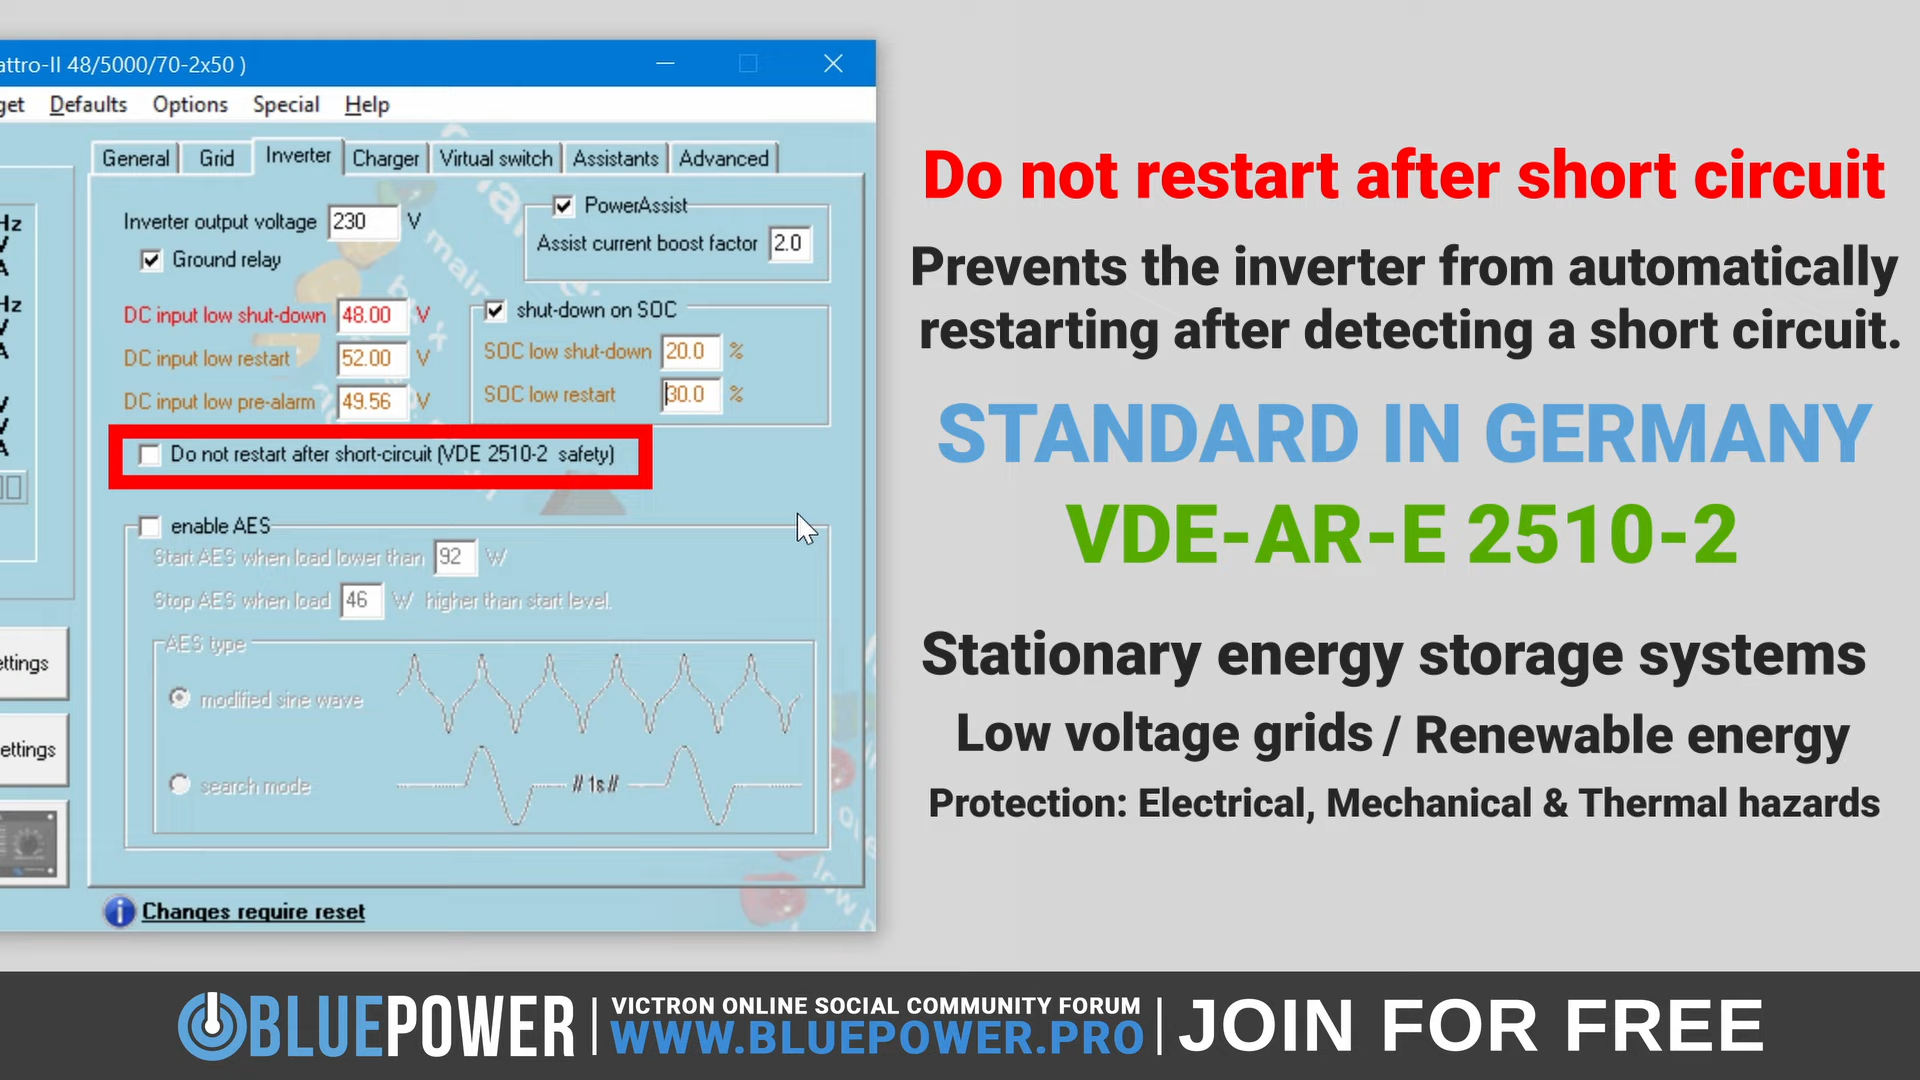 attro-II 48/5000/70-2x50 )
get Defaults Options Special Help
General Grid Inverter Charger Virtual switch Assistants Advanced
Inverter output voltage 230 V
Ground relay
PowerAssist
Assist current boost factor 2.0
DC input low shut-down 48.00 V
DC input low restart 52.00 V
DC input low pre-alarm 49.56 V
shut-down on SOC
SOC low shut-down 20.0 %
SOC low restart 30.0 %
Do not restart after short-circuit (VDE 2510-2 safety)
enable AES
Start AES when load lower than 92 W
Stop AES when load 46 W higher than start level.
AES type
modified sine wave
search mode
// 1s //
Hz
V
A
Hz
V
A
V
V
A
ettings
ettings
Changes require reset
Do not restart after short circuit
Prevents the inverter from automatically
restarting after detecting a short circuit.
STANDARD IN GERMANY
VDE-AR-E 2510-2
Stationary energy storage systems
Low voltage grids / Renewable energy
Protection: Electrical, Mechanical & Thermal hazards
BLUEPOWER
VICTRON ONLINE SOCIAL COMMUNITY FORUM
WWW.BLUEPOWER.PRO
JOIN FOR FREE